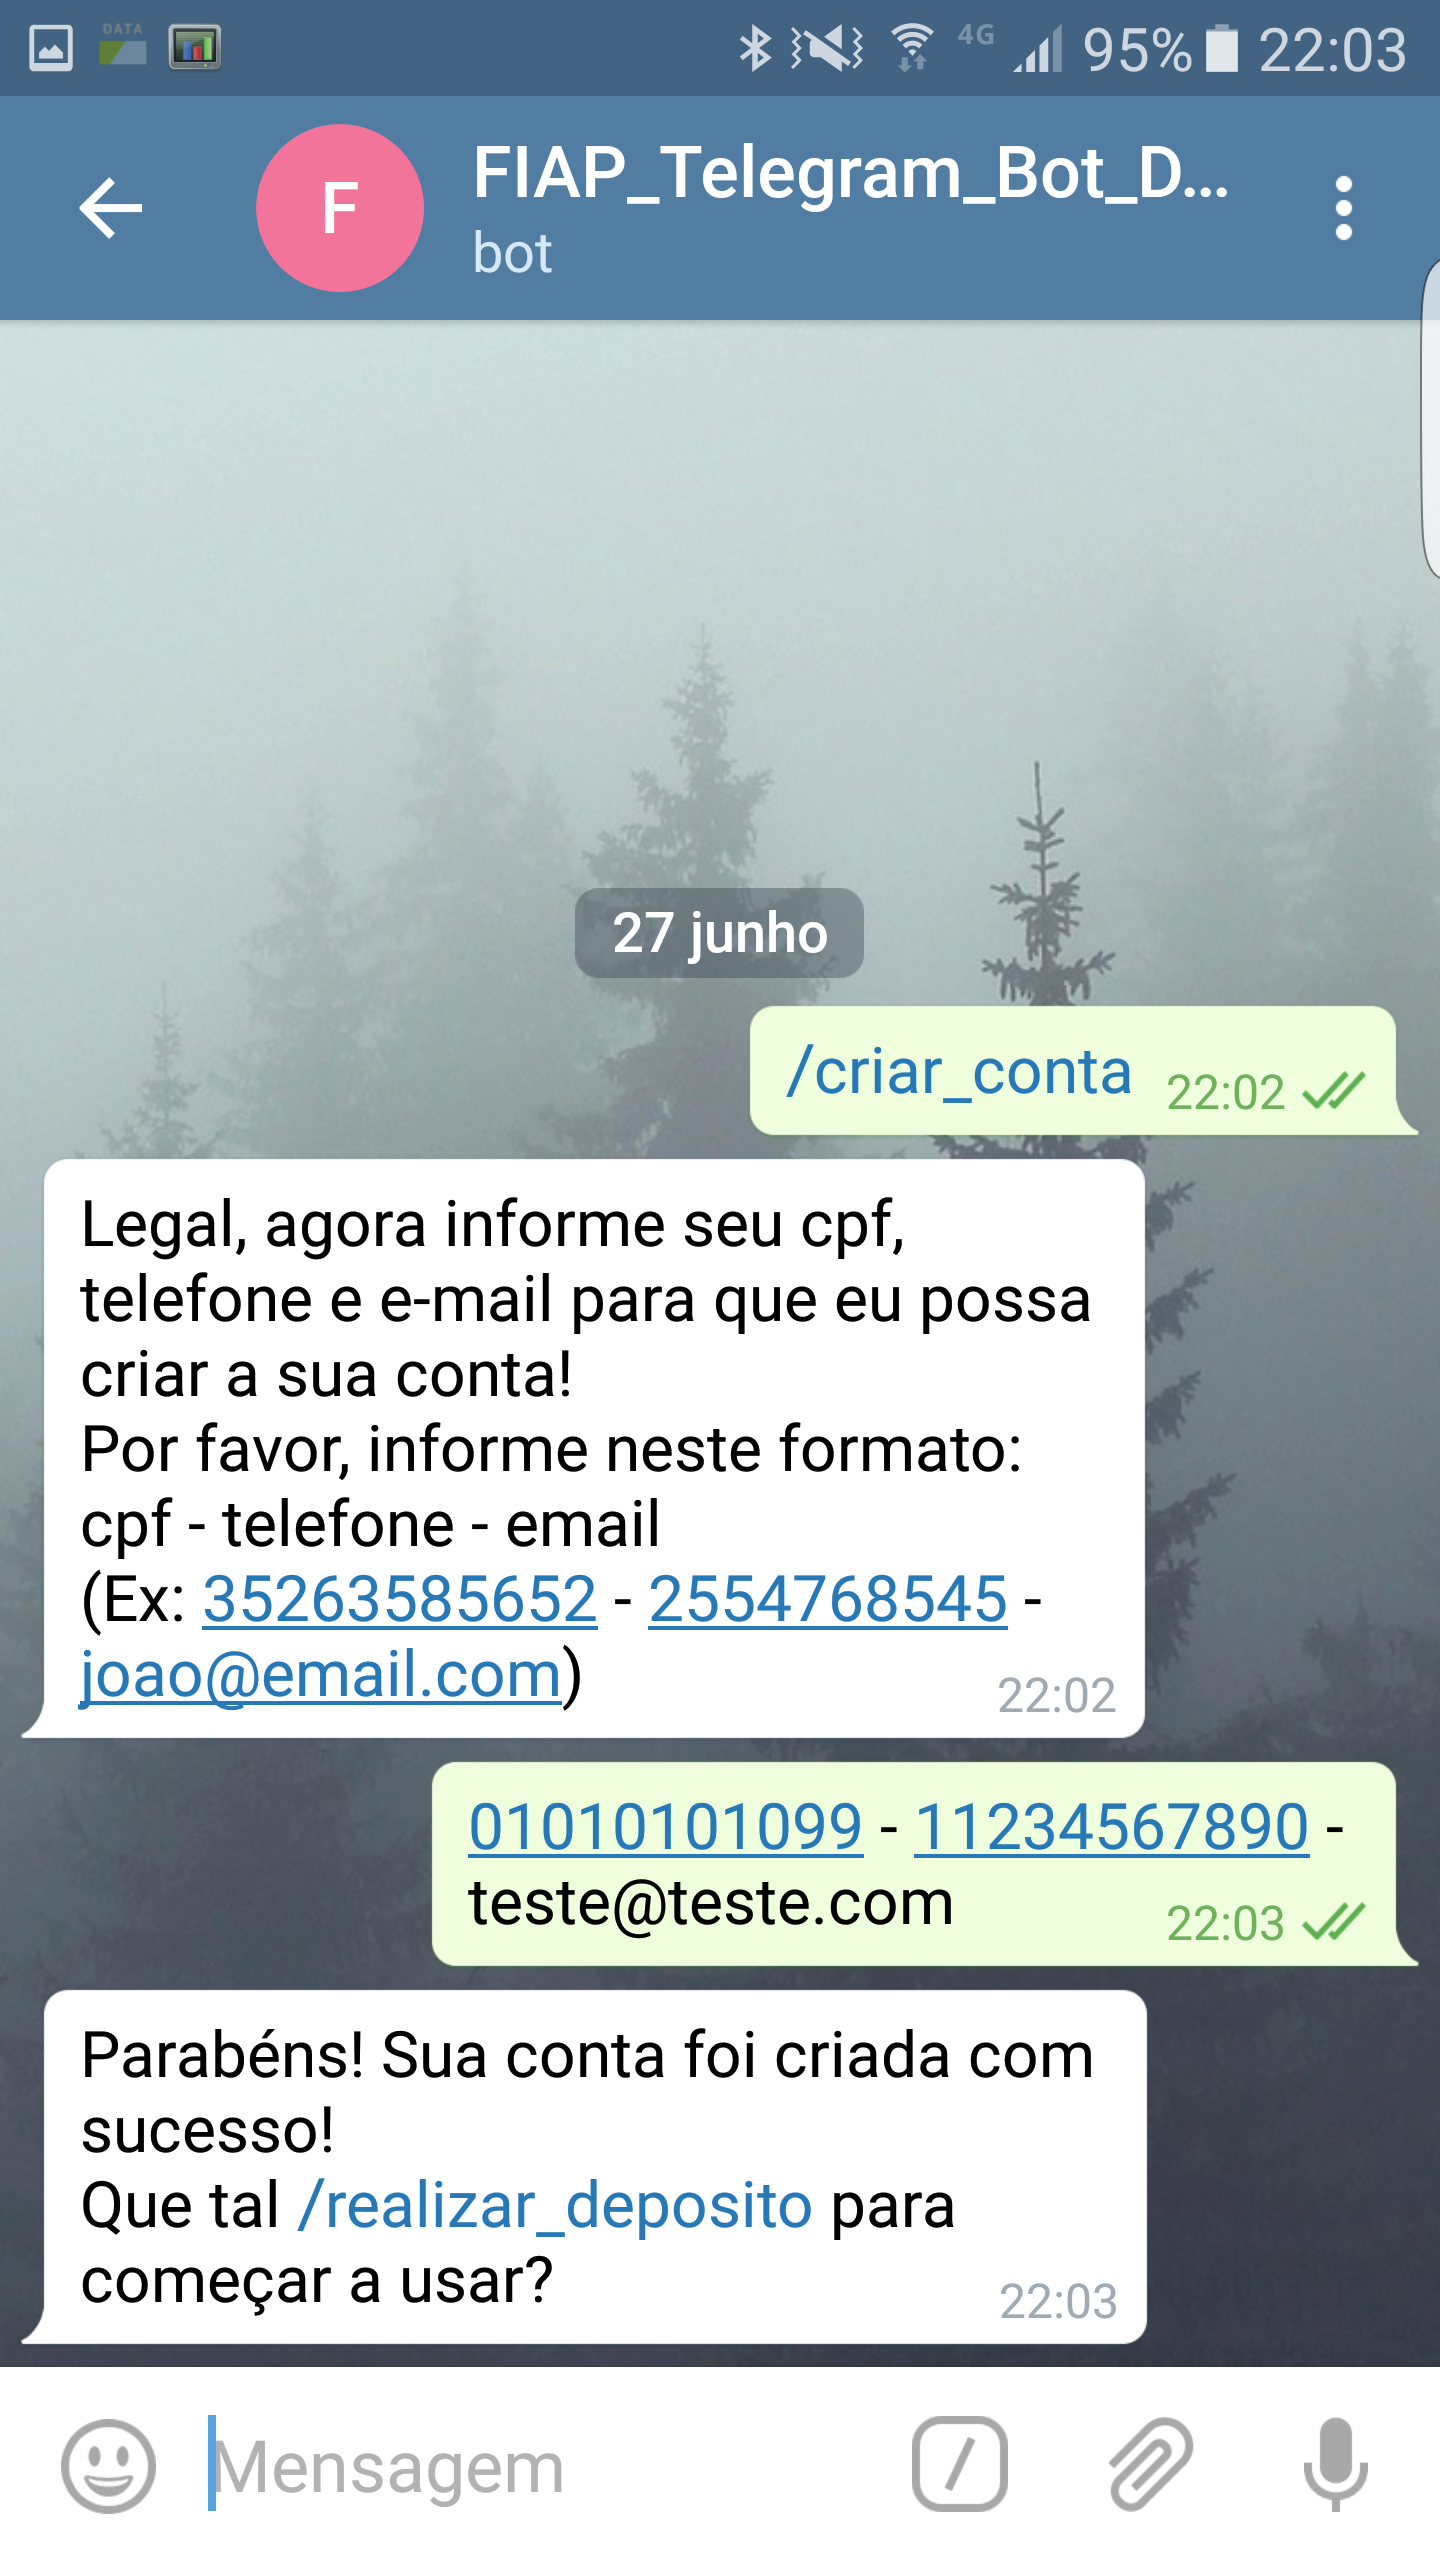 DATA
4G 95% 22:03
F
FIAP_Telegram_Bot_D...
bot
27 junho
/criar_conta 22:02
Legal, agora informe seu cpf,
telefone e e-mail para que eu possa
criar a sua conta!
Por favor, informe neste formato:
cpf - telefone - email
(Ex: 35263585652 - 2554768545 -
joao@email.com) 22:02
01010101099 - 11234567890 -
teste@teste.com 22:03
Parabéns! Sua conta foi criada com
sucesso!
Que tal /realizar_deposito para
começar a usar? 22:03
Mensagem